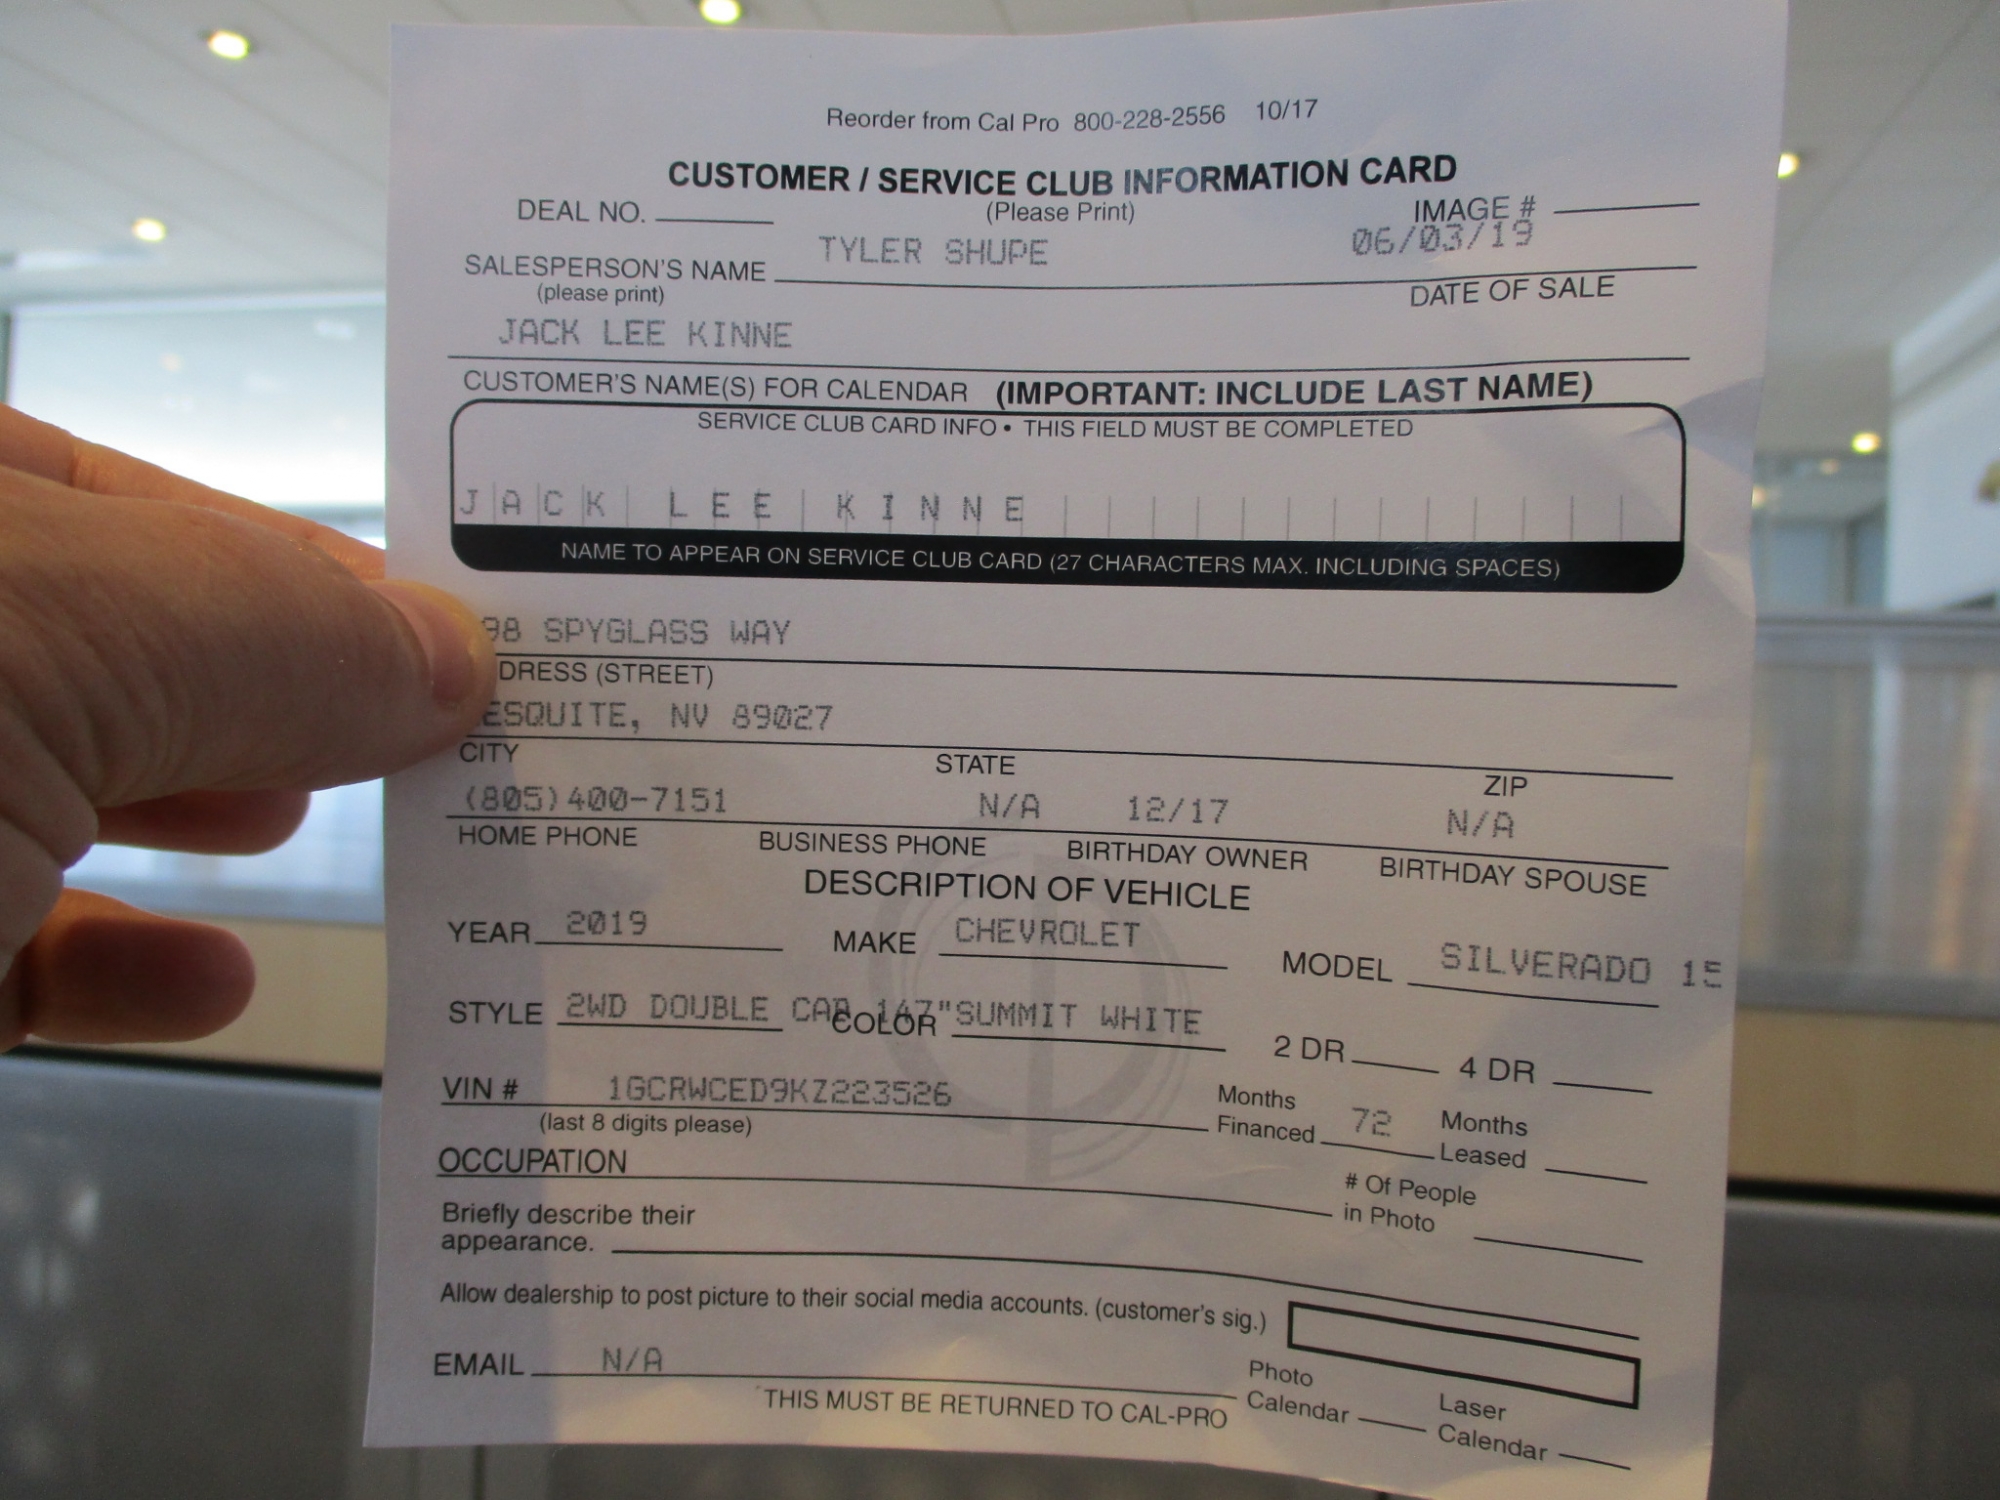 Reorder from Cal Pro 800-228-2556 10/17
CUSTOMER / SERVICE CLUB INFORMATION CARD
DEAL NO. (Please Print) IMAGE #
TYLER SHUPE 06/03/19
SALESPERSON'S NAME
(please print) DATE OF SALE
JACK LEE KINNE
CUSTOMER'S NAME(S) FOR CALENDAR (IMPORTANT: INCLUDE LAST NAME)
SERVICE CLUB CARD INFO • THIS FIELD MUST BE COMPLETED
JACK LEE KINNE
NAME TO APPEAR ON SERVICE CLUB CARD (27 CHARACTERS MAX. INCLUDING SPACES)
98 SPYGLASS WAY
DRESS (STREET)
ESQUITE, NV 89027
CITY STATE ZIP
(805)400-7151 N/A 12/17 N/A
HOME PHONE BUSINESS PHONE BIRTHDAY OWNER BIRTHDAY SPOUSE
DESCRIPTION OF VEHICLE
YEAR 2019 MAKE CHEVROLET MODEL SILVERADO 15
STYLE 2WD DOUBLE CAB 147" COLOR SUMMIT WHITE 2 DR 4 DR
VIN # 1GCRWCED9KZ223526 Months Financed 72 Months Leased
(last 8 digits please)
OCCUPATION # Of People in Photo
Briefly describe their
appearance.
Allow dealership to post picture to their social media accounts. (customer's sig.)
EMAIL N/A Photo Calendar Laser Calendar
THIS MUST BE RETURNED TO CAL-PRO